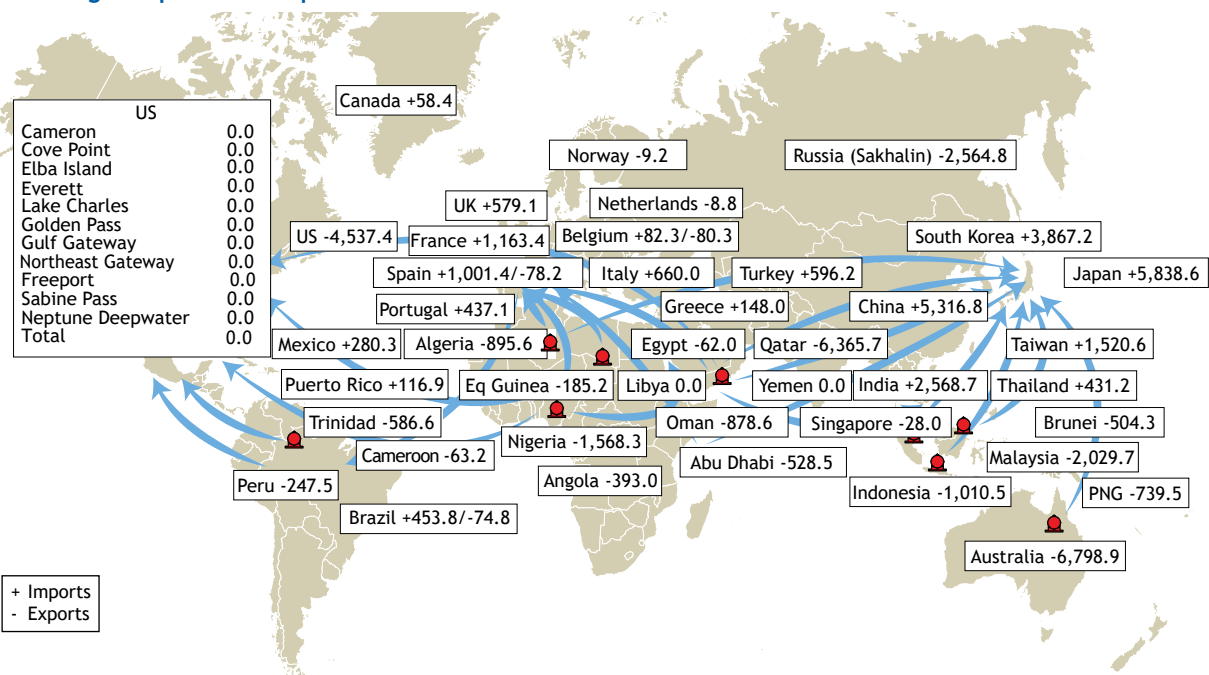 Canada +58.4
US
Cameron 0.0
Cove Point 0.0
Elba Island 0.0
Everett 0.0
Lake Charles 0.0
Golden Pass 0.0
Gulf Gateway 0.0
Northeast Gateway 0.0
Freeport 0.0
Sabine Pass 0.0
Neptune Deepwater 0.0
Total 0.0
Norway -9.2
Russia (Sakhalin) -2,564.8
UK +579.1
Netherlands -8.8
US -4,537.4
France +1,163.4
Belgium +82.3/-80.3
South Korea +3,867.2
Spain +1,001.4/-78.2
Italy +660.0
Turkey +596.2
Japan +5,838.6
Portugal +437.1
Greece +148.0
China +5,316.8
Mexico +280.3
Algeria -895.6
Egypt -62.0
Qatar -6,365.7
Taiwan +1,520.6
Puerto Rico +116.9
Eq Guinea -185.2
Libya 0.0
Yemen 0.0
India +2,568.7
Thailand +431.2
Trinidad -586.6
Oman -878.6
Singapore -28.0
Brunei -504.3
Nigeria -1,568.3
Cameroon -63.2
Abu Dhabi -528.5
Malaysia -2,029.7
Peru -247.5
Angola -393.0
Indonesia -1,010.5
PNG -739.5
Brazil +453.8/-74.8
Australia -6,798.9
+ Imports
- Exports